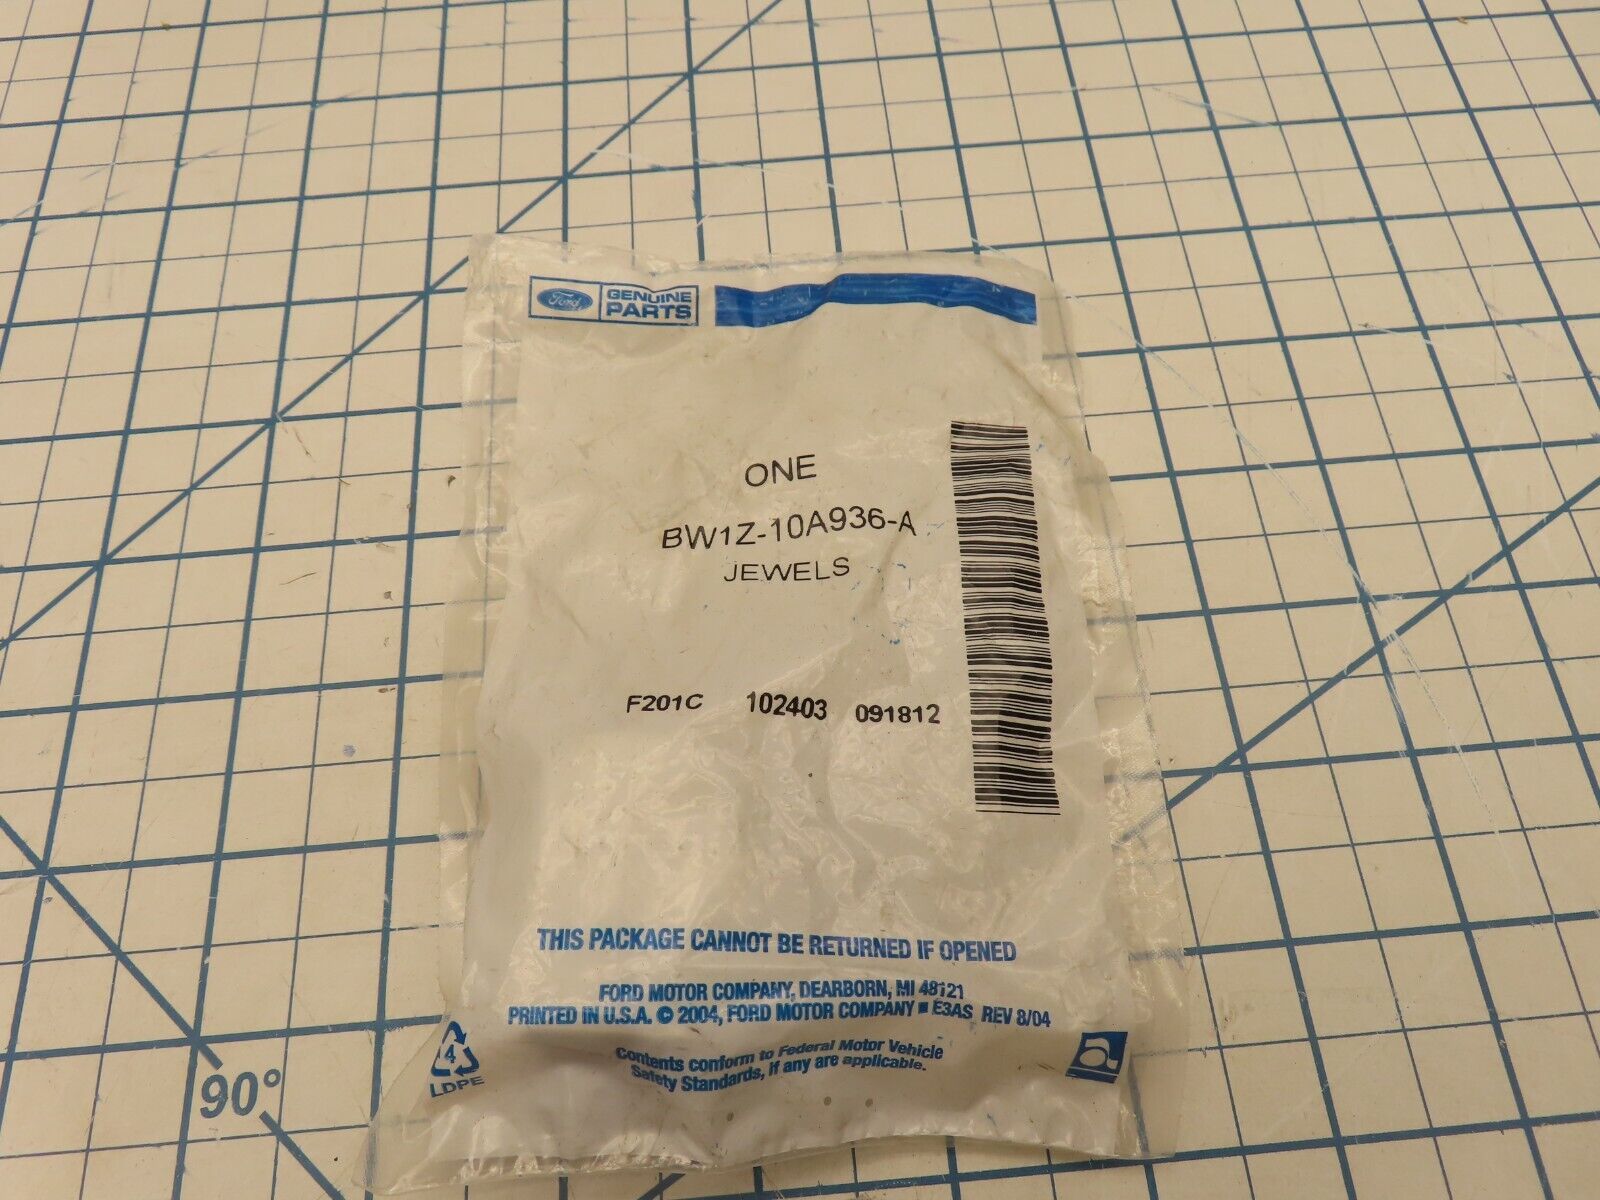 Ford GENUINE PARTS
ONE
BW1Z-10A936-A
JEWELS
F201C 102403 091812
THIS PACKAGE CANNOT BE RETURNED IF OPENED
FORD MOTOR COMPANY, DEARBORN, MI 48121
PRINTED IN U.S.A. © 2004, FORD MOTOR COMPANY ■ E3AS REV 8/04
Contents conform to Federal Motor Vehicle
Safety Standards, if any are applicable.
4
LDPE
90°